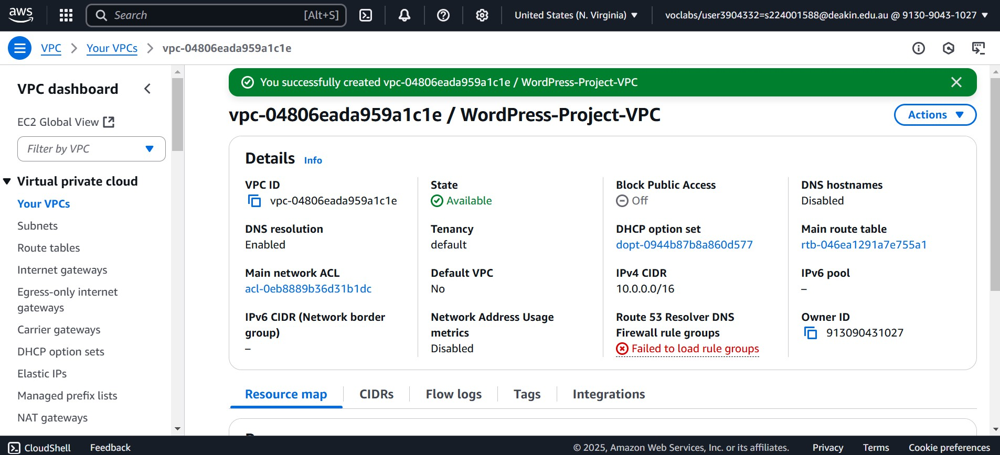 aws
Search
[Alt+S]
United States (N. Virginia)
voclabs/user3904332=s224001588@deakin.edu.au @ 9130-9043-1027
VPC
Your VPCs
vpc-04806eada959a1c1e
VPC dashboard
EC2 Global View
Filter by VPC
Virtual private cloud
Your VPCs
Subnets
Route tables
Internet gateways
Egress-only internet
gateways
Carrier gateways
DHCP option sets
Elastic IPs
Managed prefix lists
NAT gateways
You successfully created vpc-04806eada959a1c1e / WordPress-Project-VPC
vpc-04806eada959a1c1e / WordPress-Project-VPC
Actions
Details Info
VPC ID
vpc-04806eada959a1c1e
State
Available
Block Public Access
Off
DNS hostnames
Disabled
DNS resolution
Enabled
Tenancy
default
DHCP option set
dopt-0944b87b8a860d577
Main route table
rtb-046ea1291a7e755a1
Main network ACL
acl-0eb8889b36d31b1dc
Default VPC
No
IPv4 CIDR
10.0.0.0/16
IPv6 pool
–
IPv6 CIDR (Network border
group)
–
Network Address Usage
metrics
Disabled
Route 53 Resolver DNS
Firewall rule groups
Failed to load rule groups
Owner ID
913090431027
Resource map
CIDRs
Flow logs
Tags
Integrations
CloudShell
Feedback
© 2025, Amazon Web Services, Inc. or its affiliates.
Privacy
Terms
Cookie preferences